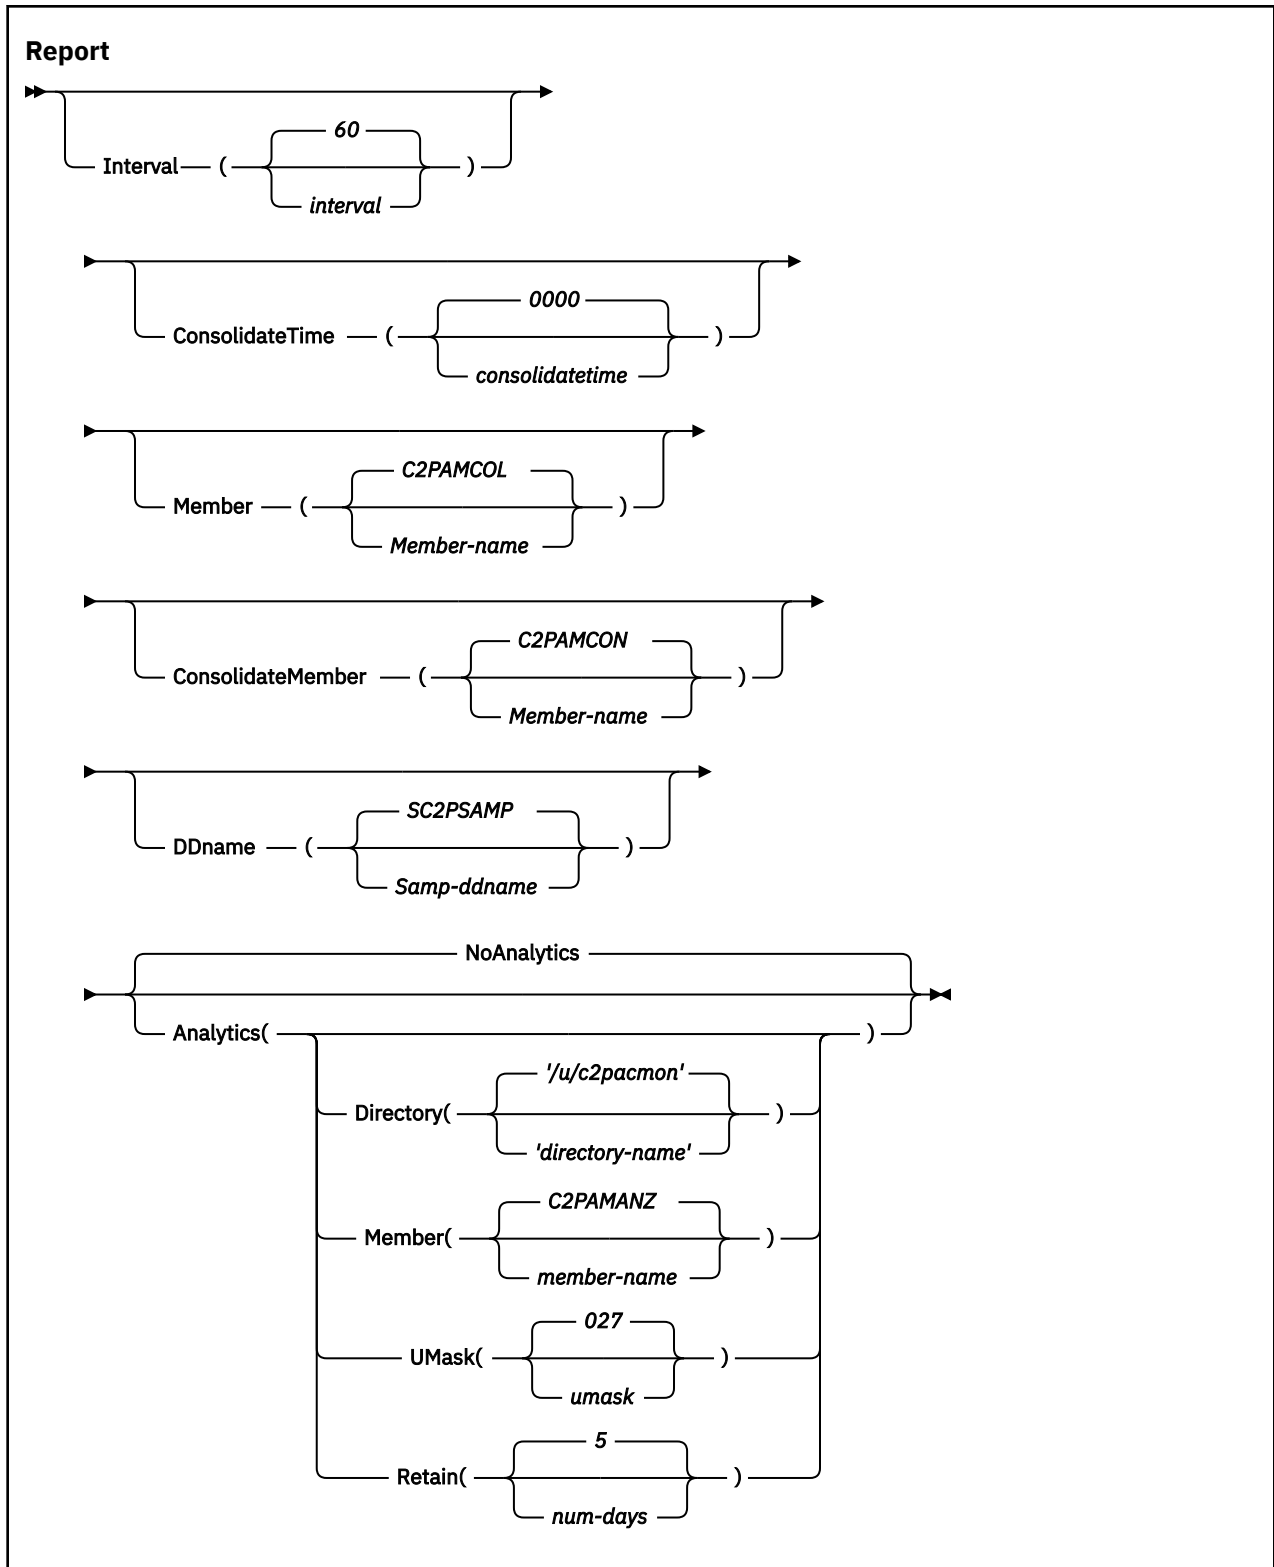 Report
60
Interval ( )
interval
0000
ConsolidateTime ( )
consolidatetime
C2PAMCOL
Member ( )
Member-name
C2PAMCON
ConsolidateMember ( )
Member-name
SC2PSAMP
DDname ( )
Samp-ddname
NoAnalytics
Analytics( )
'/u/c2pacmon'
Directory( )
'directory-name'
C2PAMANZ
Member( )
member-name
027
UMask( )
umask
5
Retain( )
num-days